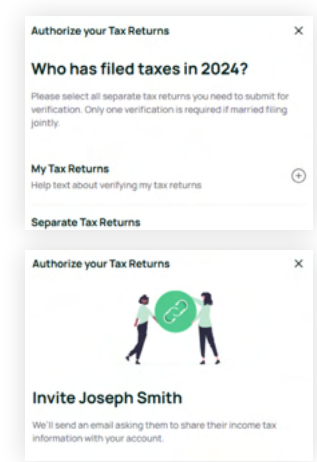 Authorize your Tax Returns
Who has filed taxes in 2024?
Please select all separate tax returns you need to submit for
verification. Only one verification is required if married filing
jointly.
My Tax Returns
Help text about verifying my tax returns
Separate Tax Returns
Authorize your Tax Returns
Invite Joseph Smith
We'll send an email asking them to share their income tax
information with your account.